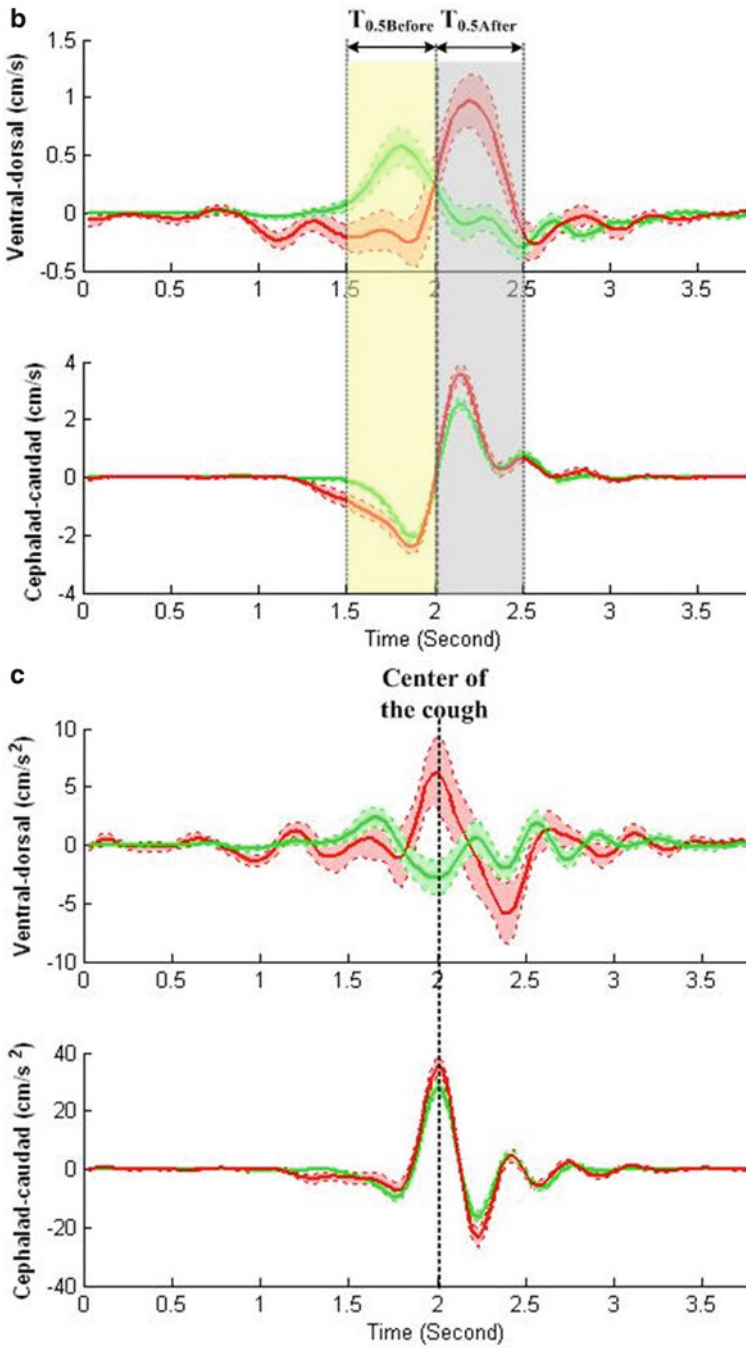 b
T0.5Before T0.5After
Ventral-dorsal (cm/s)
1.5
1
0.5
0
-0.5
0 0.5 1 1.5 2 2.5 3 3.5
Cephalad-caudad (cm/s)
4
2
0
-2
-4
0 0.5 1 1.5 2 2.5 3 3.5
Time (Second)
c
Center of
the cough
Ventral-dorsal (cm/s²)
10
5
0
-5
-10
0 0.5 1 1.5 2 2.5 3 3.5
Cephalad-caudad (cm/s²)
40
20
0
-20
-40
0 0.5 1 1.5 2 2.5 3 3.5
Time (Second)